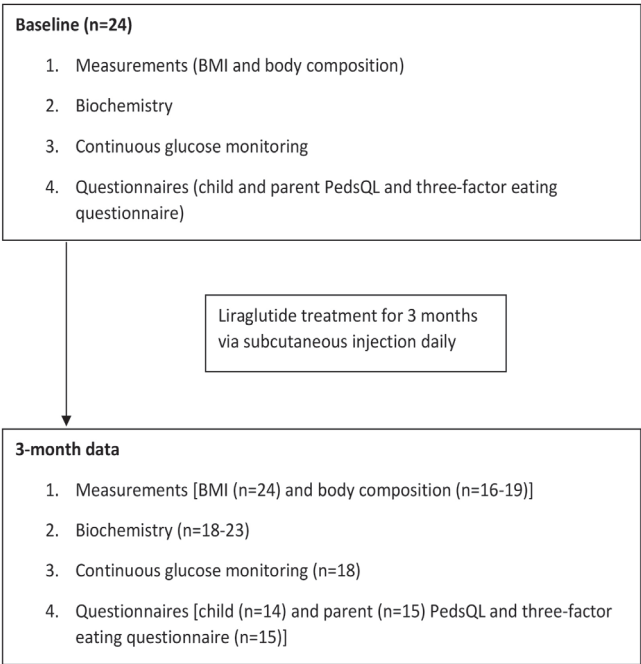 Baseline (n=24)
1. Measurements (BMI and body composition)
2. Biochemistry
3. Continuous glucose monitoring
4. Questionnaires (child and parent PedsQL and three-factor eating
questionnaire)
Liraglutide treatment for 3 months
via subcutaneous injection daily
3-month data
1. Measurements [BMI (n=24) and body composition (n=16-19)]
2. Biochemistry (n=18-23)
3. Continuous glucose monitoring (n=18)
4. Questionnaires [child (n=14) and parent (n=15) PedsQL and three-factor
eating questionnaire (n=15)]